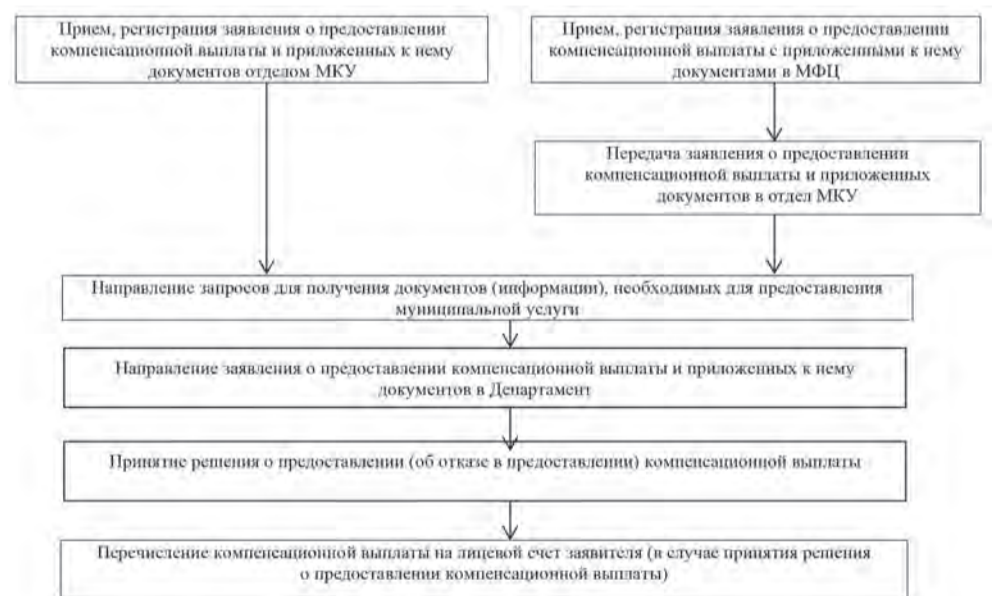 Прием, регистрация заявления о предоставлении
компенсационной выплаты и приложенных к нему
документов отделом МКУ
Прием, регистрация заявления о предоставлении
компенсационной выплаты с приложенными к нему
документами в МФЦ
Передача заявления о предоставлении
компенсационной выплаты и приложенных
документов в отдел МКУ
Направление запросов для получения документов (информации), необходимых для предоставления
муниципальной услуги
Направление заявления о предоставлении компенсационной выплаты и приложенных к нему
документов в Департамент
Принятие решения о предоставлении (об отказе в предоставлении) компенсационной выплаты
Перечисление компенсационной выплаты на лицевой счет заявителя (в случае принятия решения
о предоставлении компенсационной выплаты)